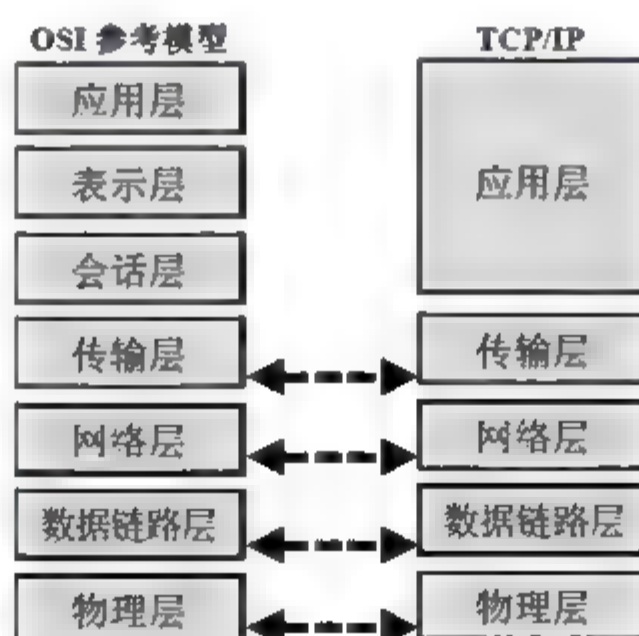 OSI 参考模型
应用层
表示层
会话层
传输层
网络层
数据链路层
物理层
TCP/IP
应用层
传输层
网络层
数据链路层
物理层